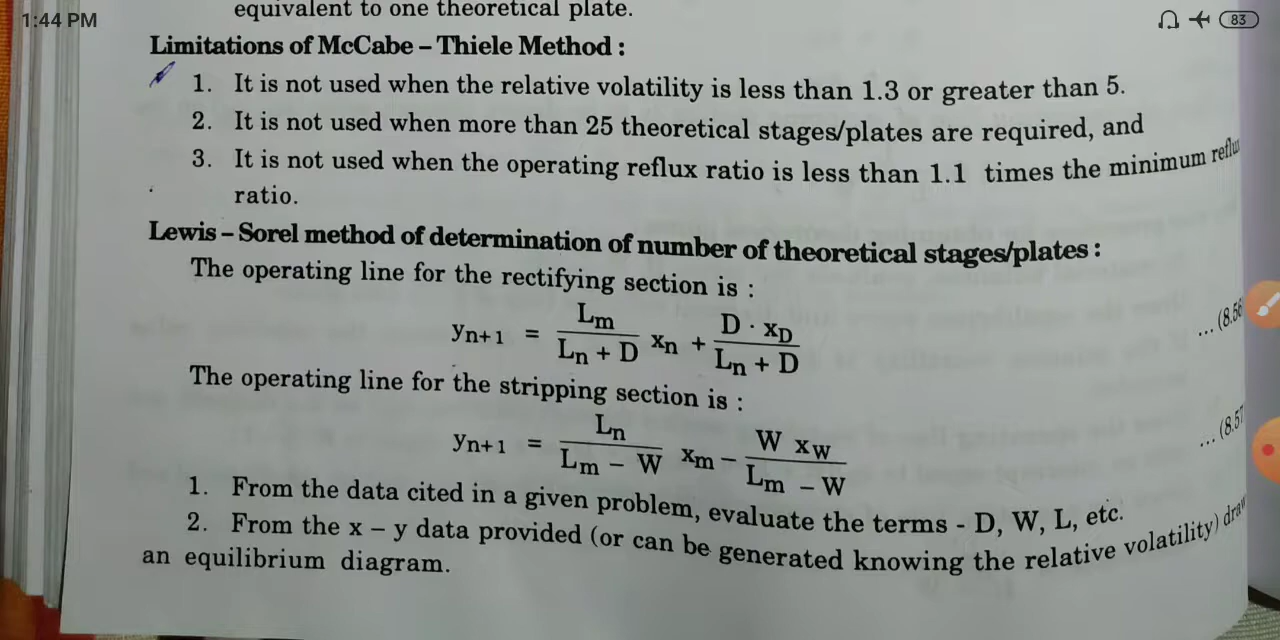 1:44 PM
83
equivalent to one theoretical plate.
Limitations of McCabe – Thiele Method :
1. It is not used when the relative volatility is less than 1.3 or greater than 5.
2. It is not used when more than 25 theoretical stages/plates are required, and
3. It is not used when the operating reflux ratio is less than 1.1 times the minimum reflu
ratio.
Lewis – Sorel method of determination of number of theoretical stages/plates :
The operating line for the rectifying section is :
yn+1 = Lm / (Ln + D) xn + D · xD / (Ln + D) ... (8.56
The operating line for the stripping section is :
yn+1 = Ln / (Lm – W) xm – W xW / (Lm – W) ... (8.57
1. From the data cited in a given problem, evaluate the terms - D, W, L, etc.
2. From the x – y data provided (or can be generated knowing the relative volatility) draw
an equilibrium diagram.